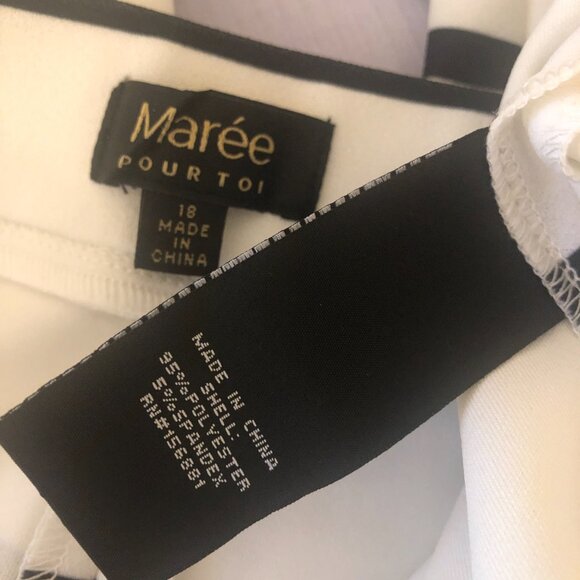 Marée
POUR TOI
18
MADE
IN
CHINA
MADE IN CHINA
SHELL:
95%POLYESTER
5%SPANDEX
RN#156881